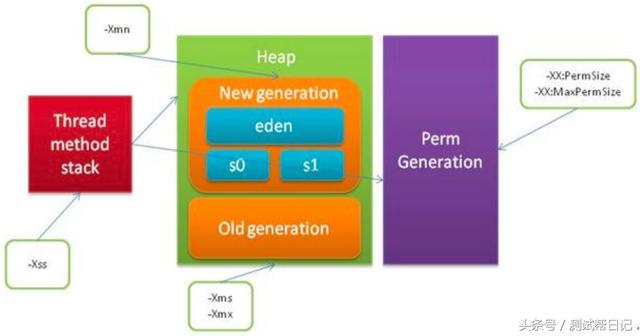 -Xmn
Heap
New generation
eden
s0
s1
Old generation
Thread
method
stack
-Xss
-Xms
-Xmx
Perm
Generation
-XX:PermSize
-XX:MaxPermSize
头条号 / 测试帮日记